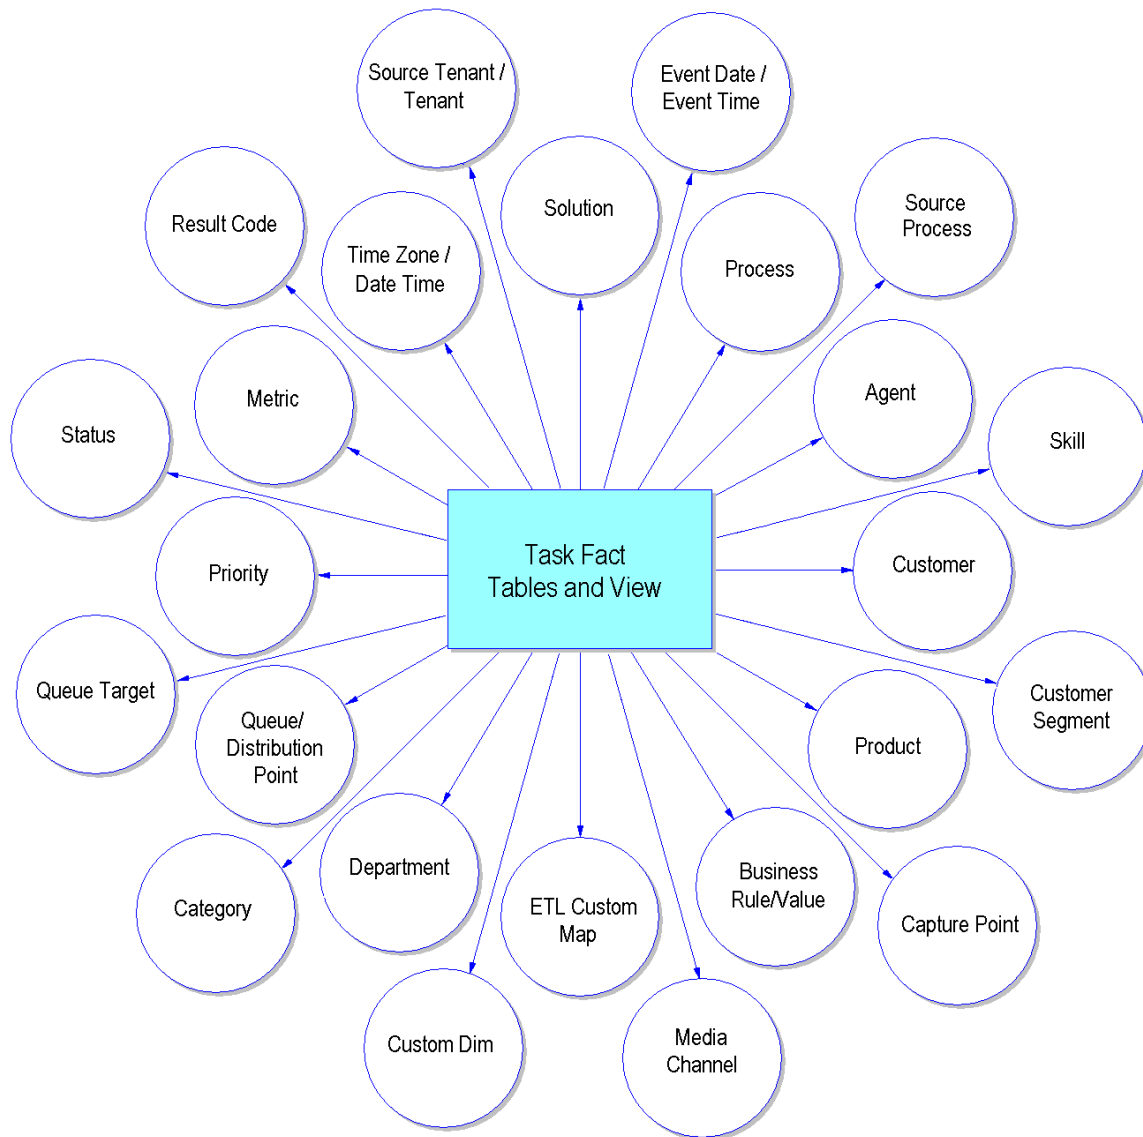 Source Tenant /
Tenant
Event Date /
Event Time
Solution
Source
Process
Result Code
Time Zone /
Date Time
Process
Metric
Agent
Status
Skill
Task Fact
Tables and View
Priority
Customer
Queue Target
Queue/
Distribution
Point
Customer
Segment
Product
Department
Business
Rule/Value
Category
ETL Custom
Map
Capture Point
Custom Dim
Media
Channel